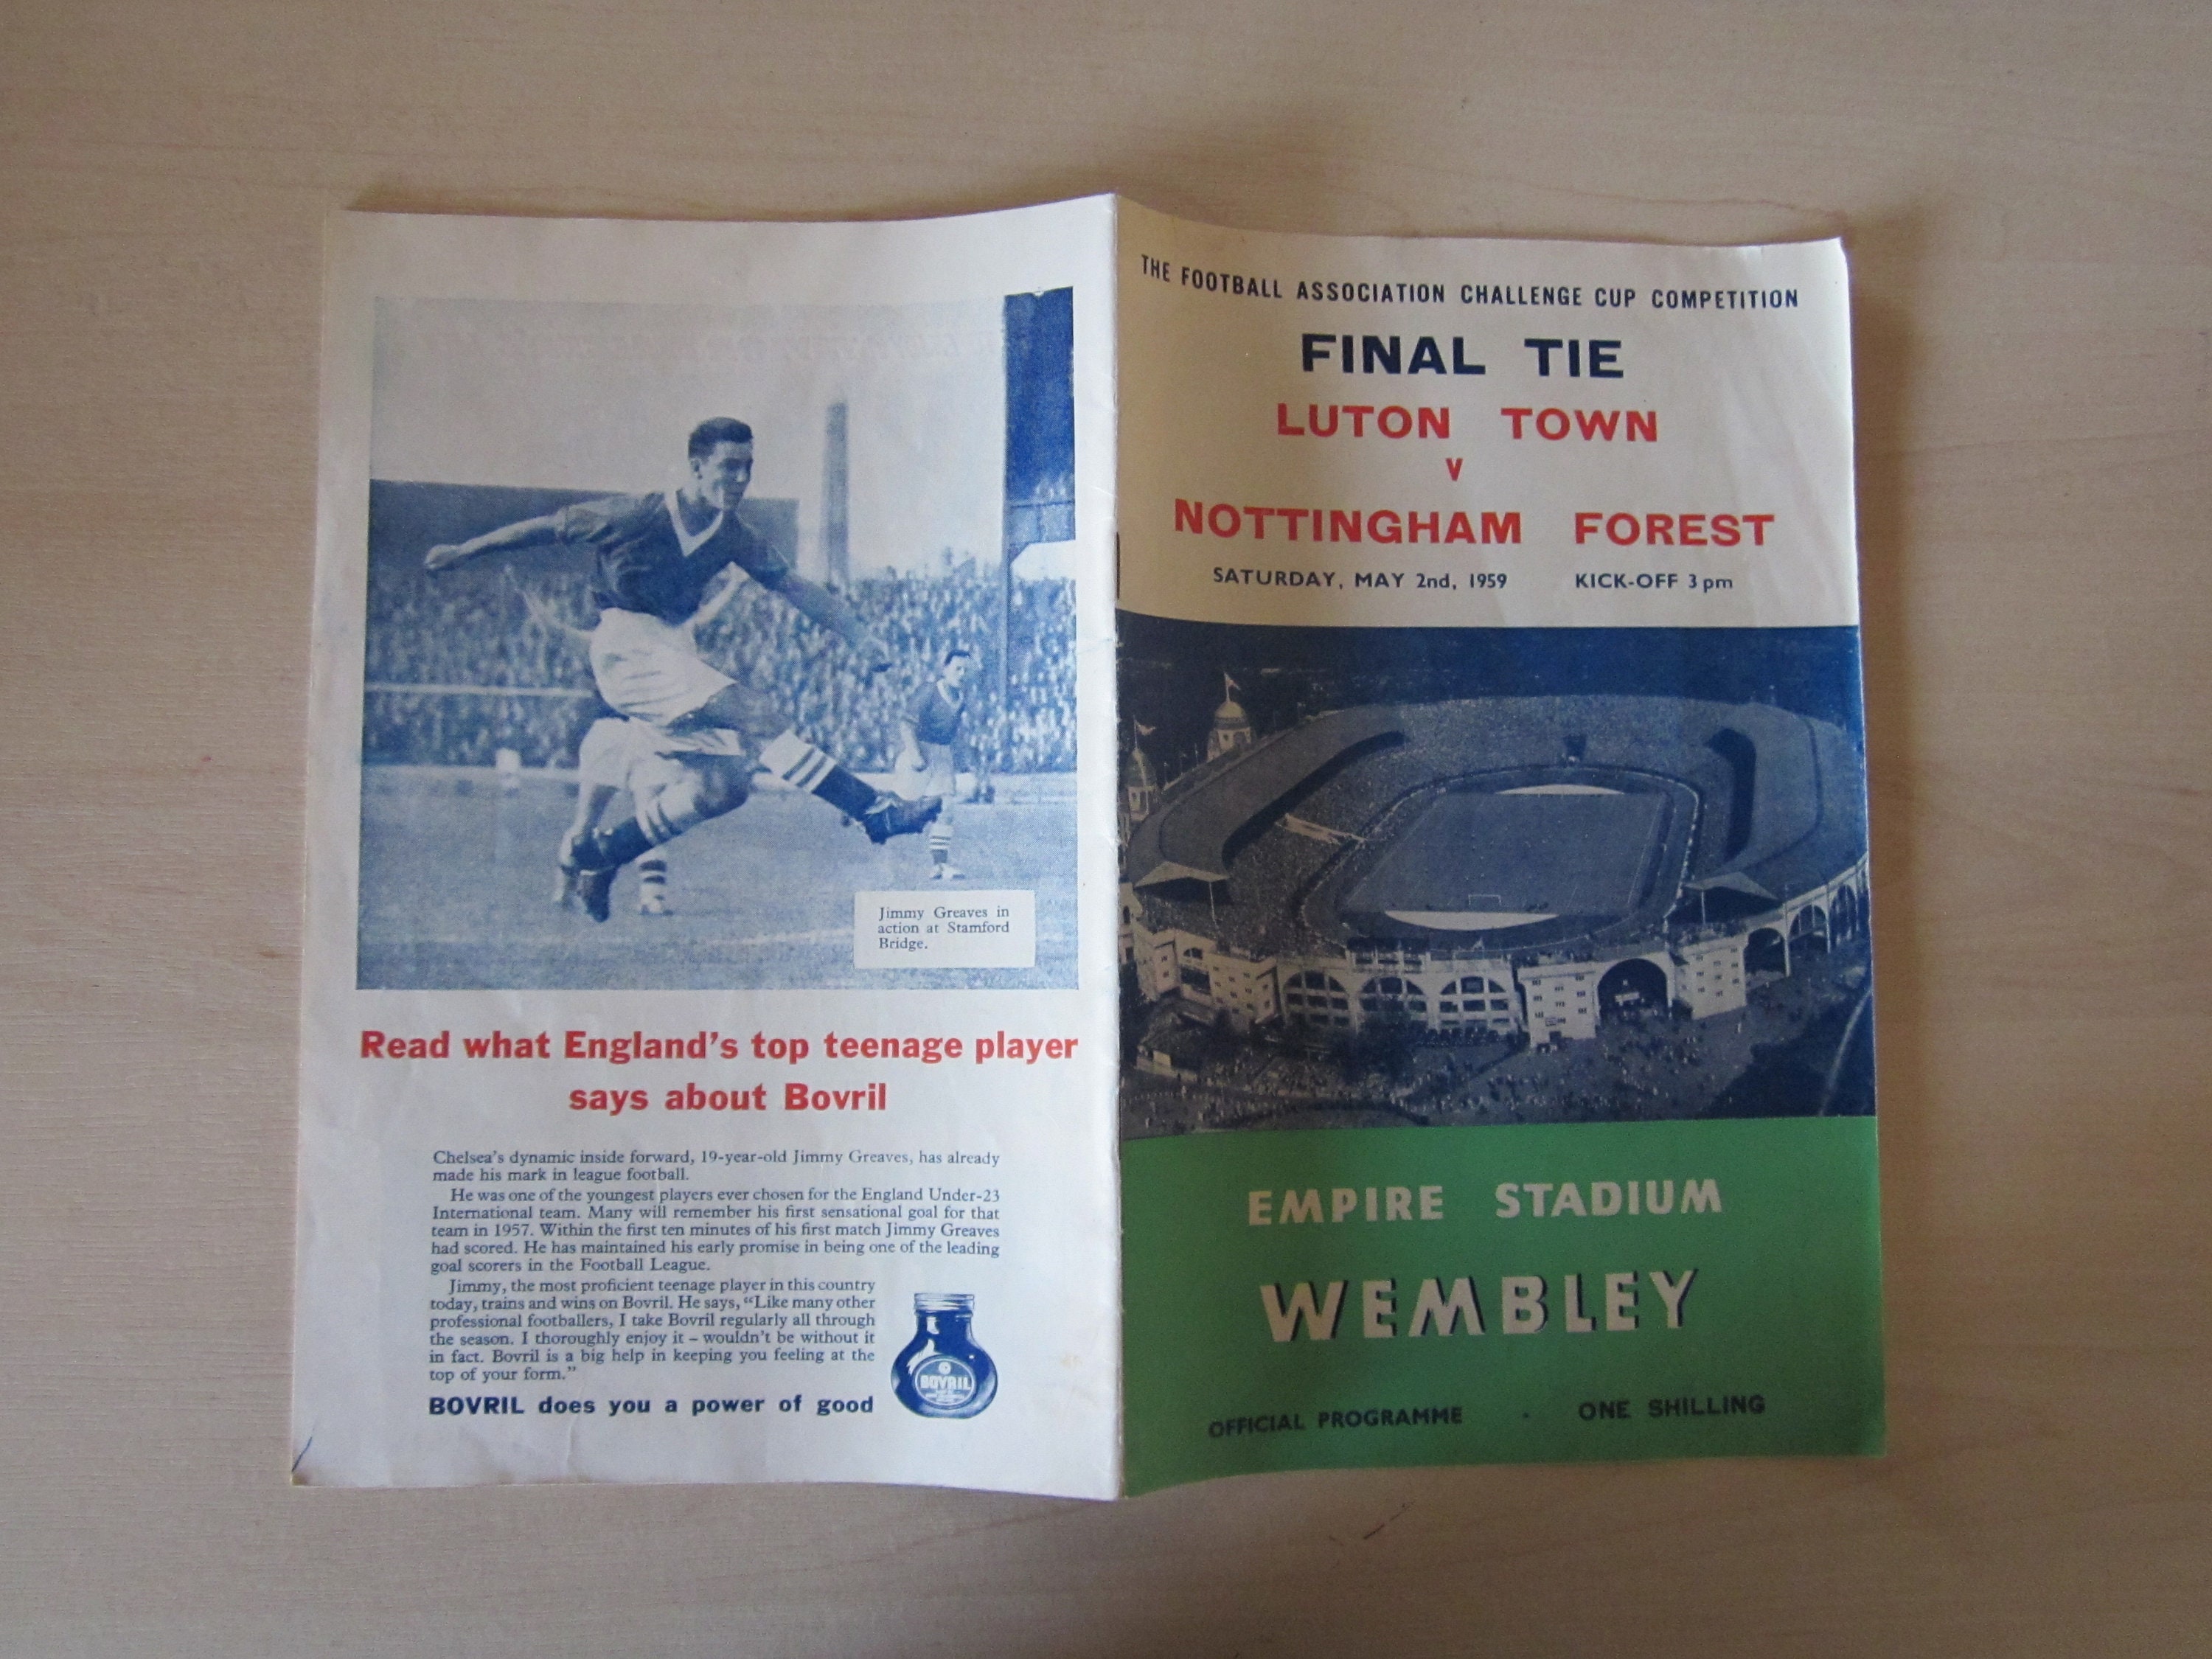 Jimmy Greaves in
action at Stamford
Bridge.
Read what England's top teenage player
says about Bovril
Chelsea's dynamic inside forward, 19-year-old Jimmy Greaves, has already
made his mark in league football.
He was one of the youngest players ever chosen for the England Under-23
International team. Many will remember his first sensational goal for that
team in 1957. Within the first ten minutes of his first match Jimmy Greaves
had scored. He has maintained his early promise in being one of the leading
goal scorers in the Football League.
Jimmy, the most proficient teenage player in this country
today, trains and wins on Bovril. He says, “Like many other
professional footballers, I take Bovril regularly all through
the season. I thoroughly enjoy it – wouldn't be without it
in fact. Bovril is a big help in keeping you feeling at the
top of your form.”
BOVRIL does you a power of good
BOVRIL
THE FOOTBALL ASSOCIATION CHALLENGE CUP COMPETITION
FINAL TIE
LUTON TOWN
V
NOTTINGHAM FOREST
SATURDAY, MAY 2nd, 1959 KICK-OFF 3 pm
EMPIRE STADIUM
WEMBLEY
OFFICIAL PROGRAMME · ONE SHILLING